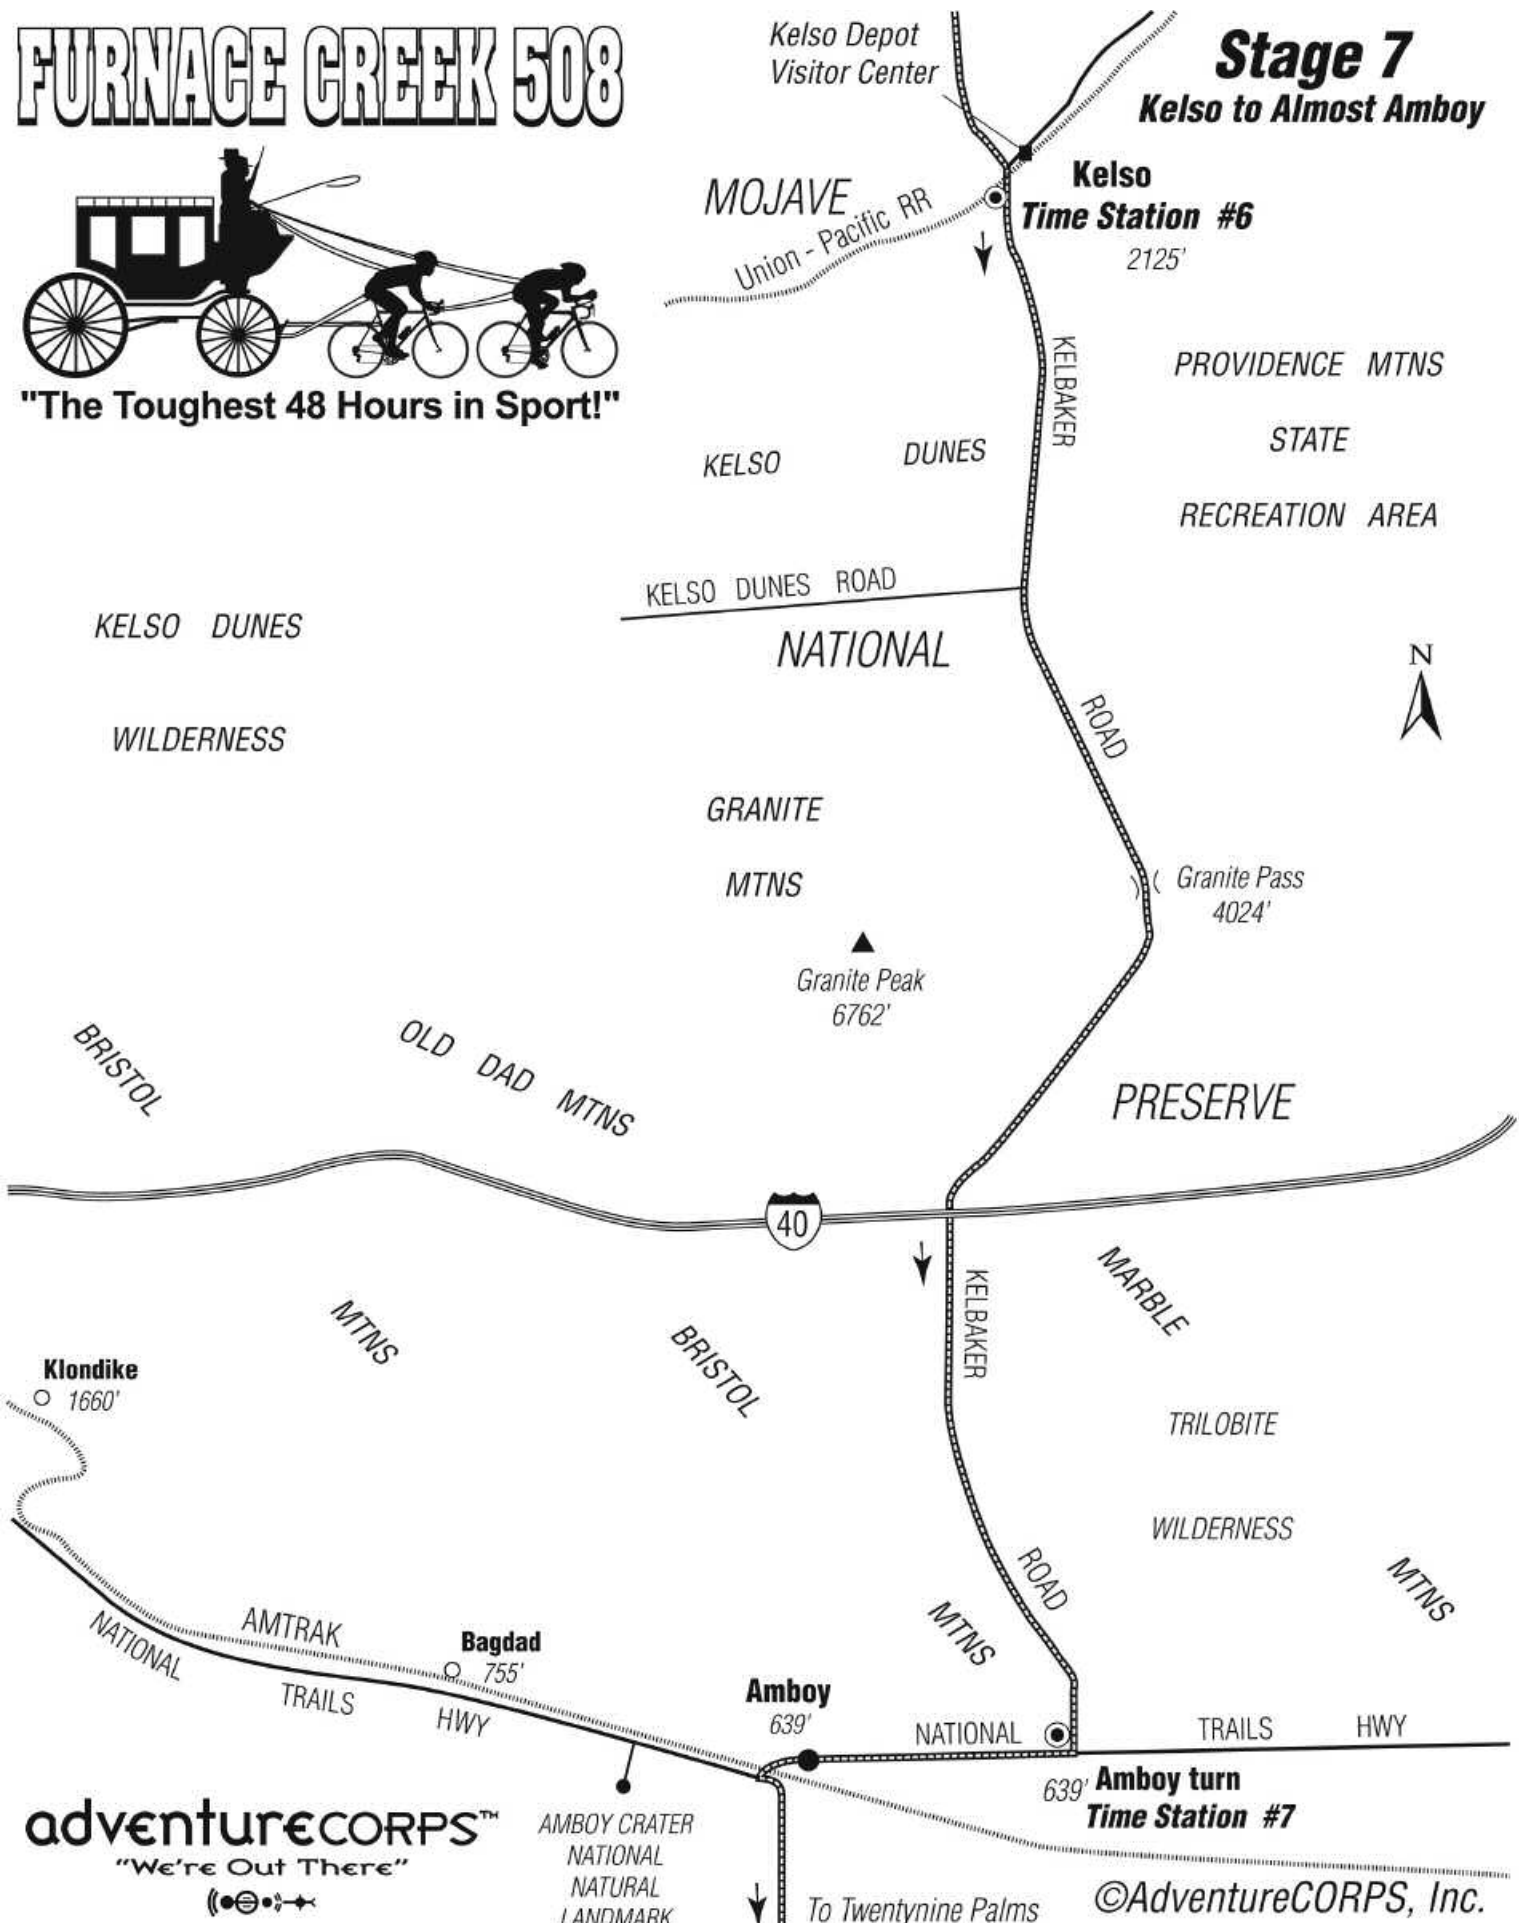 FURNACE CREEK 508
"The Toughest 48 Hours in Sport!"
Stage 7
Kelso to Almost Amboy
Kelso Depot
Visitor Center
Kelso
Time Station #6
2125'
MOJAVE
Union - Pacific RR
KELBAKER
PROVIDENCE MTNS
STATE
RECREATION AREA
KELSO DUNES
KELSO DUNES ROAD
NATIONAL
KELSO DUNES
WILDERNESS
N
ROAD
GRANITE
MTNS
Granite Pass
4024'
Granite Peak
6762'
BRISTOL
OLD DAD MTNS
PRESERVE
40
MARBLE
KELBAKER
MTNS
BRISTOL
Klondike
1660'
TRILOBITE
WILDERNESS
ROAD
MTNS
MTNS
AMTRAK
NATIONAL
TRAILS
HWY
Bagdad
755'
Amboy
639'
NATIONAL
TRAILS
HWY
639' Amboy turn
Time Station #7
adventureCORPS™
"We're Out There"
AMBOY CRATER
NATIONAL
NATURAL
LANDMARK
To Twentynine Palms
©AdventureCORPS, Inc.